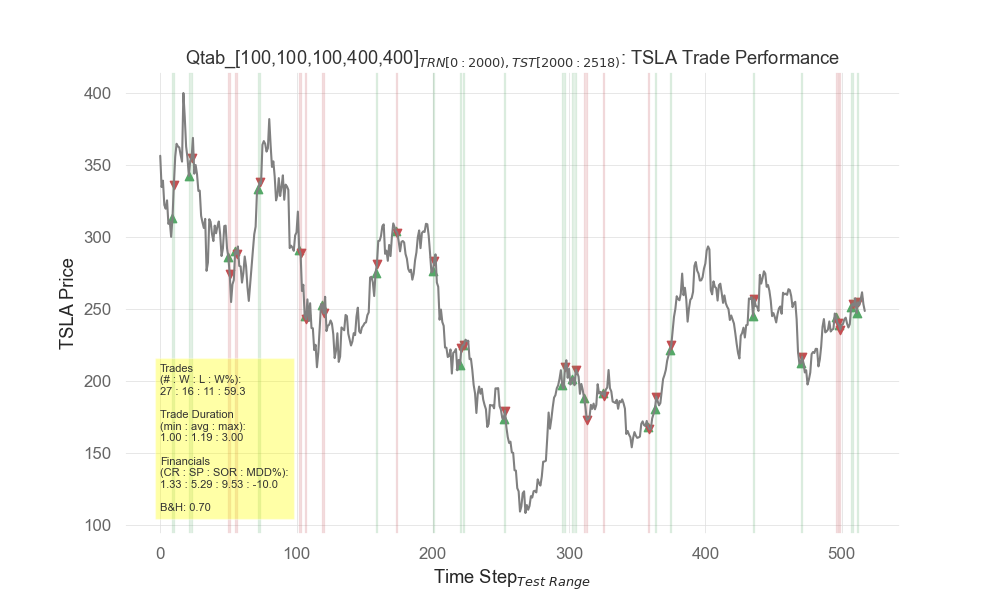 Qtab_[100,100,100,400,400]TRN[0 : 2000), TST[2000 : 2518) : TSLA Trade Performance
400
350
300
250
200
150
100
TSLA Price
Trades
(# : W : L : W%):
27 : 16 : 11 : 59.3
Trade Duration
(min : avg : max):
1.00 : 1.19 : 3.00
Financials
(CR : SP : SOR : MDD%):
1.33 : 5.29 : 9.53 : -10.0
B&H: 0.70
0 100 200 300 400 500
Time StepTest Range